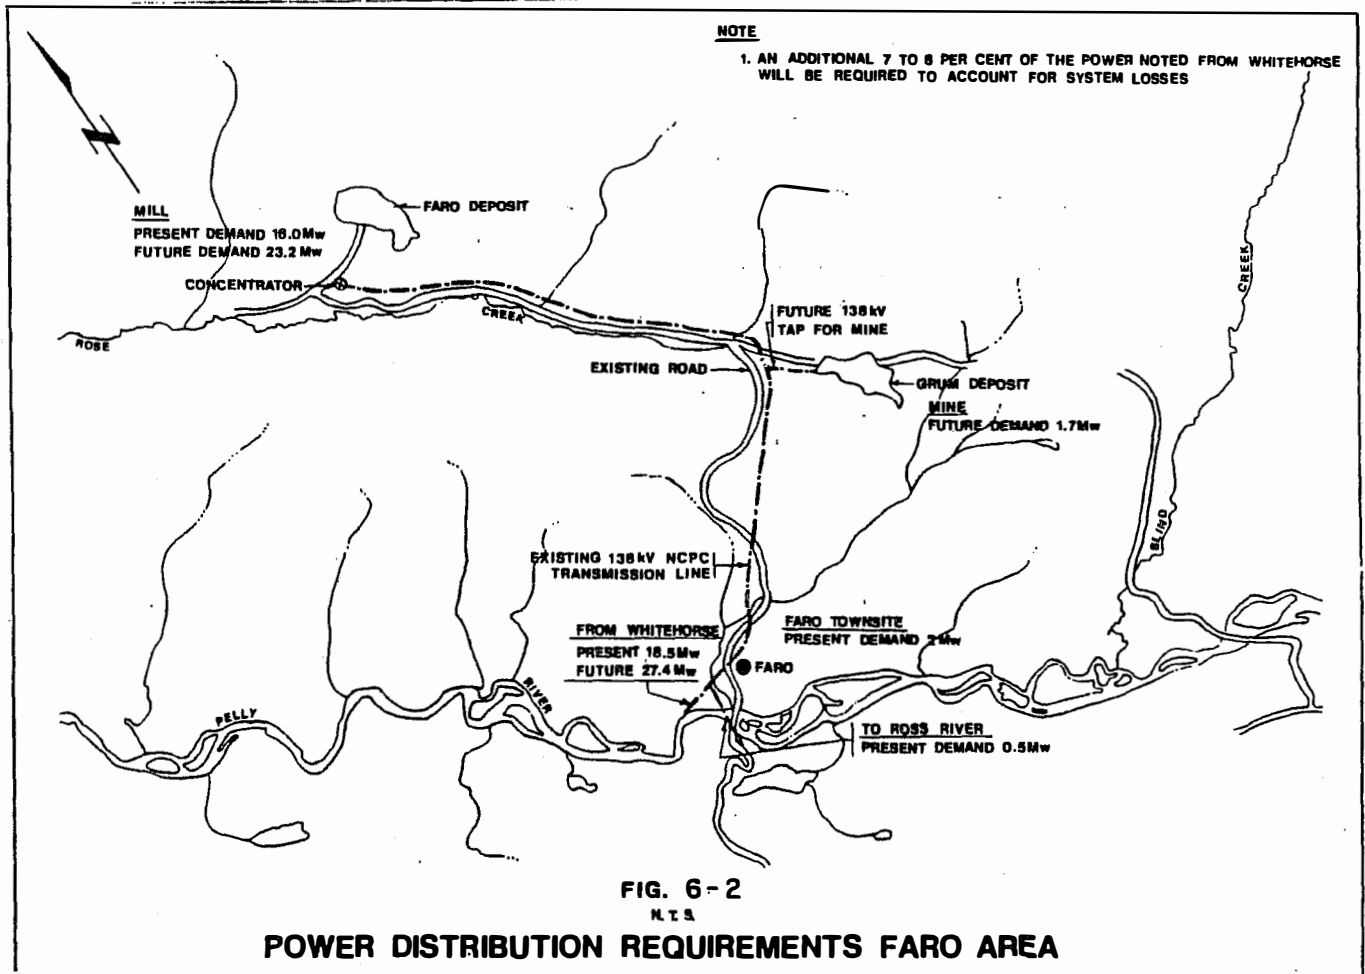 NOTE
1. AN ADDITIONAL 7 TO 8 PER CENT OF THE POWER NOTED FROM WHITEHORSE
WILL BE REQUIRED TO ACCOUNT FOR SYSTEM LOSSES
MILL
PRESENT DEMAND 16.0Mw
FUTURE DEMAND 23.2Mw
FARO DEPOSIT
CONCENTRATOR
CREEK
ROSE
CREEK
FUTURE 138kV
TAP FOR MINE
EXISTING ROAD
GRUM DEPOSIT
MINE
FUTURE DEMAND 1.7Mw
BLIND
EXISTING 138kV NCPC
TRANSMISSION LINE
FROM WHITEHORSE
PRESENT 18.5Mw
FUTURE 27.4Mw
FARO TOWNSITE
PRESENT DEMAND 2Mw
FARO
RIVER
PELLY
TO ROSS RIVER
PRESENT DEMAND 0.5Mw
FIG. 6-2
N.T.S.
POWER DISTRIBUTION REQUIREMENTS FARO AREA